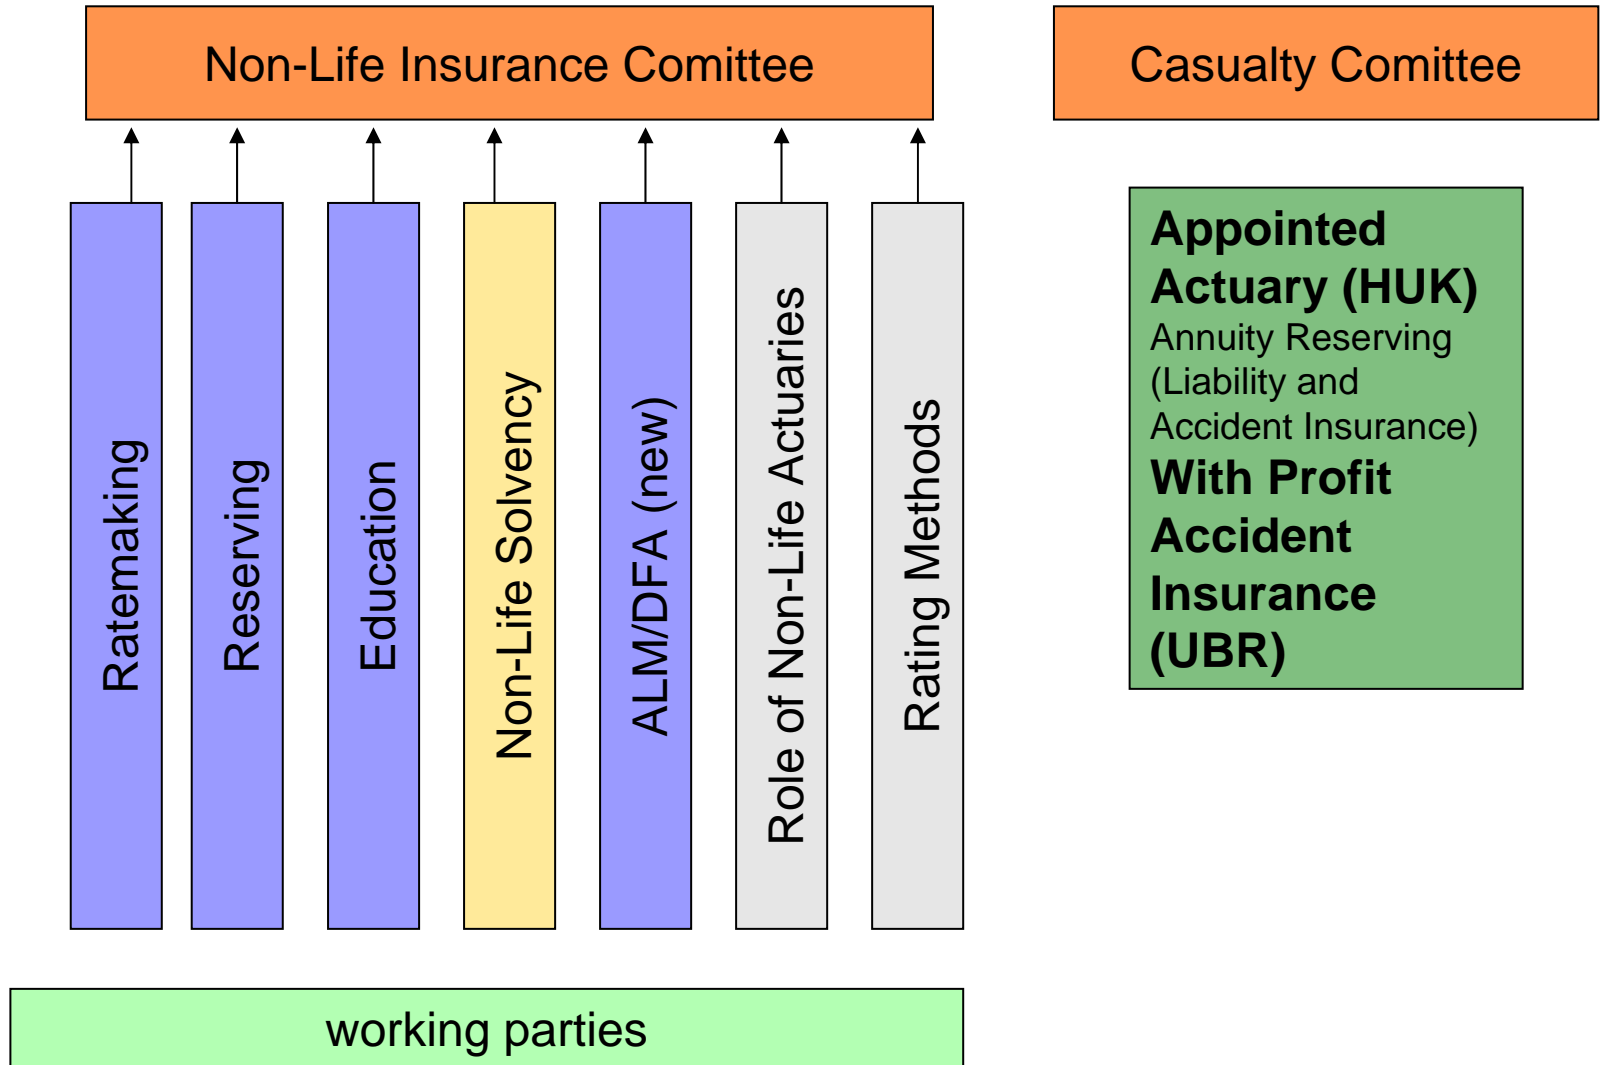 Non-Life Insurance Comittee
Casualty Comittee
Ratemaking
Reserving
Education
Non-Life Solvency
ALM/DFA (new)
Role of Non-Life Actuaries
Rating Methods
Appointed
Actuary (HUK)
Annuity Reserving
(Liability and
Accident Insurance)
With Profit
Accident
Insurance
(UBR)
working parties